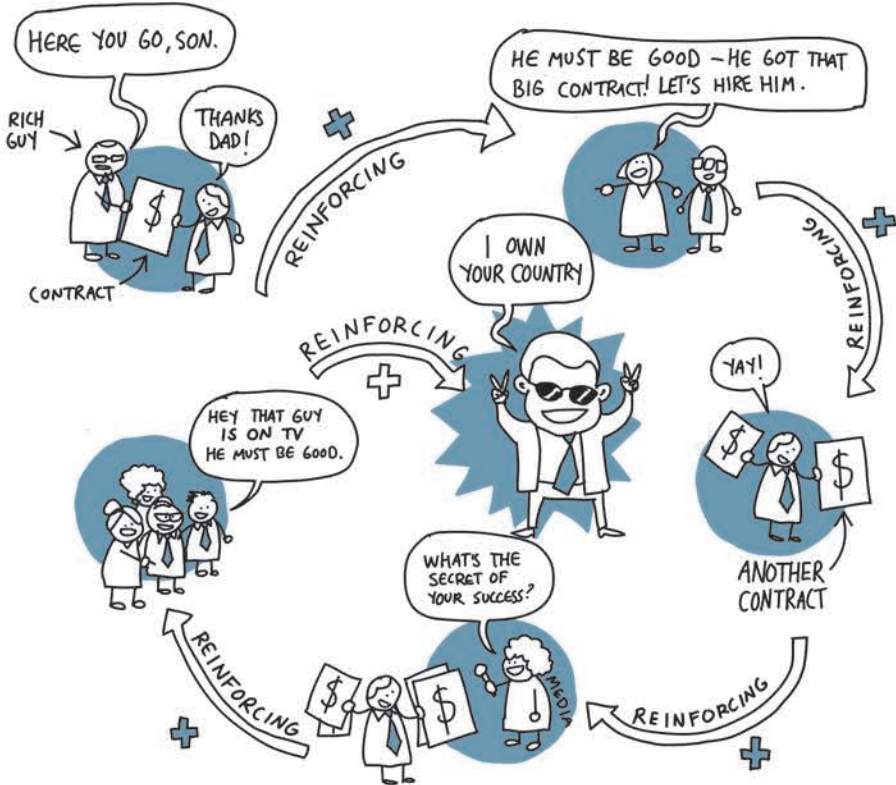 HERE YOU GO, SON.
RICH
GUY
THANKS
DAD!
$
CONTRACT
+
REINFORCING
HE MUST BE GOOD – HE GOT THAT
BIG CONTRACT! LET'S HIRE HIM.
+
REINFORCING
YAY!
$
$
ANOTHER
CONTRACT
REINFORCING
+
WHAT'S THE
SECRET OF
YOUR SUCCESS?
MEDIA
$
$
REINFORCING
+
HEY THAT GUY
IS ON TV
HE MUST BE GOOD.
REINFORCING
+
I OWN
YOUR COUNTRY